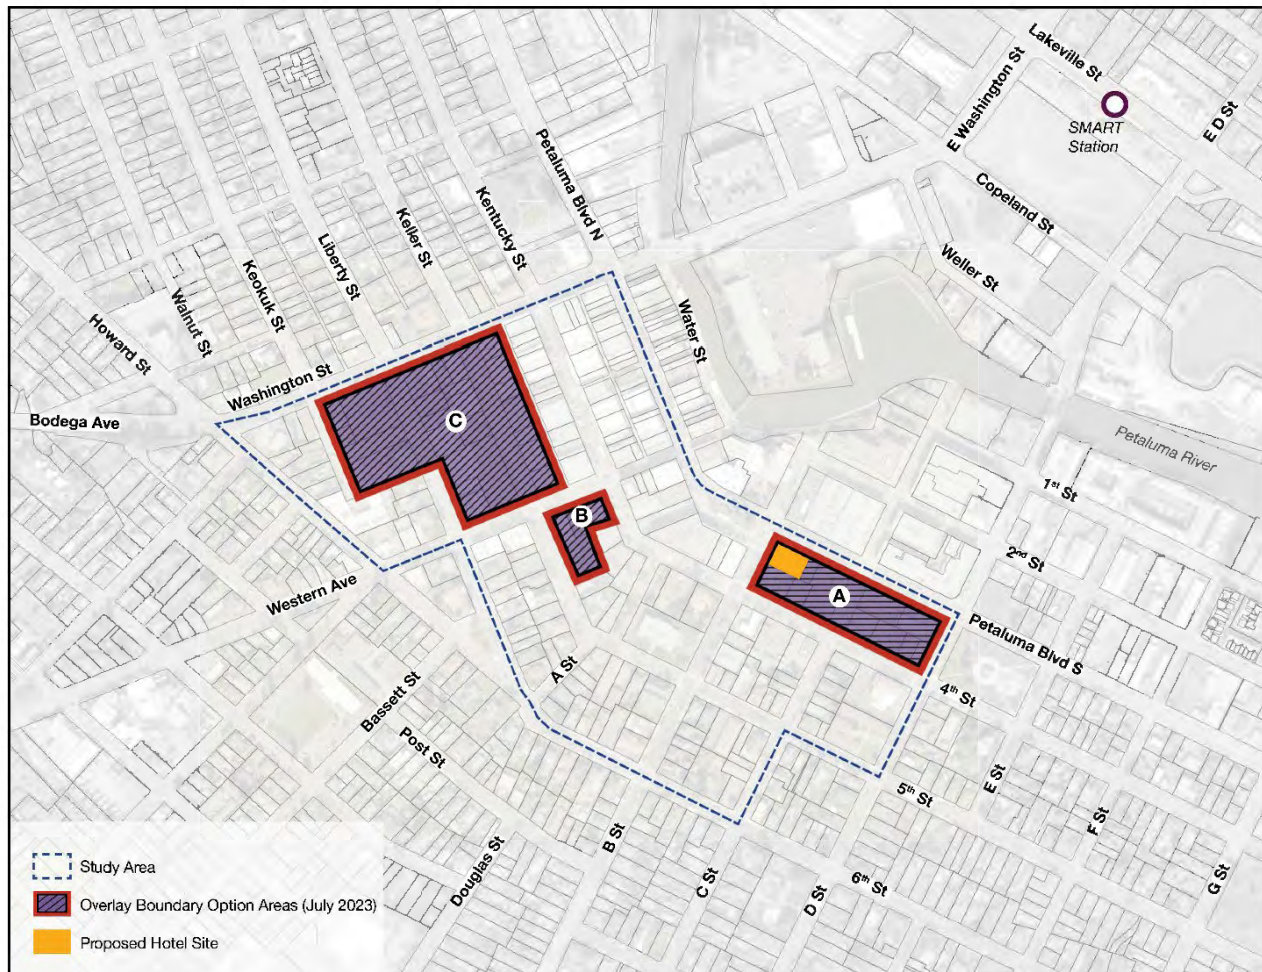 Lakeville St
E Washington St
SMART
Station
E D St
Petaluma Blvd N
Copeland St
Kentucky St
Keller St
Liberty St
Weller St
Keokuk St
Walnut St
Howard St
Water St
Washington St
Bodega Ave
C
Petaluma River
1st St
B
2nd St
Western Ave
A
Petaluma Blvd S
A St
4th St
Bassett St
Post St
E St
5th St
F St
B St
Douglas St
C St
6th St
D St
G St
Study Area
Overlay Boundary Option Areas (July 2023)
Proposed Hotel Site